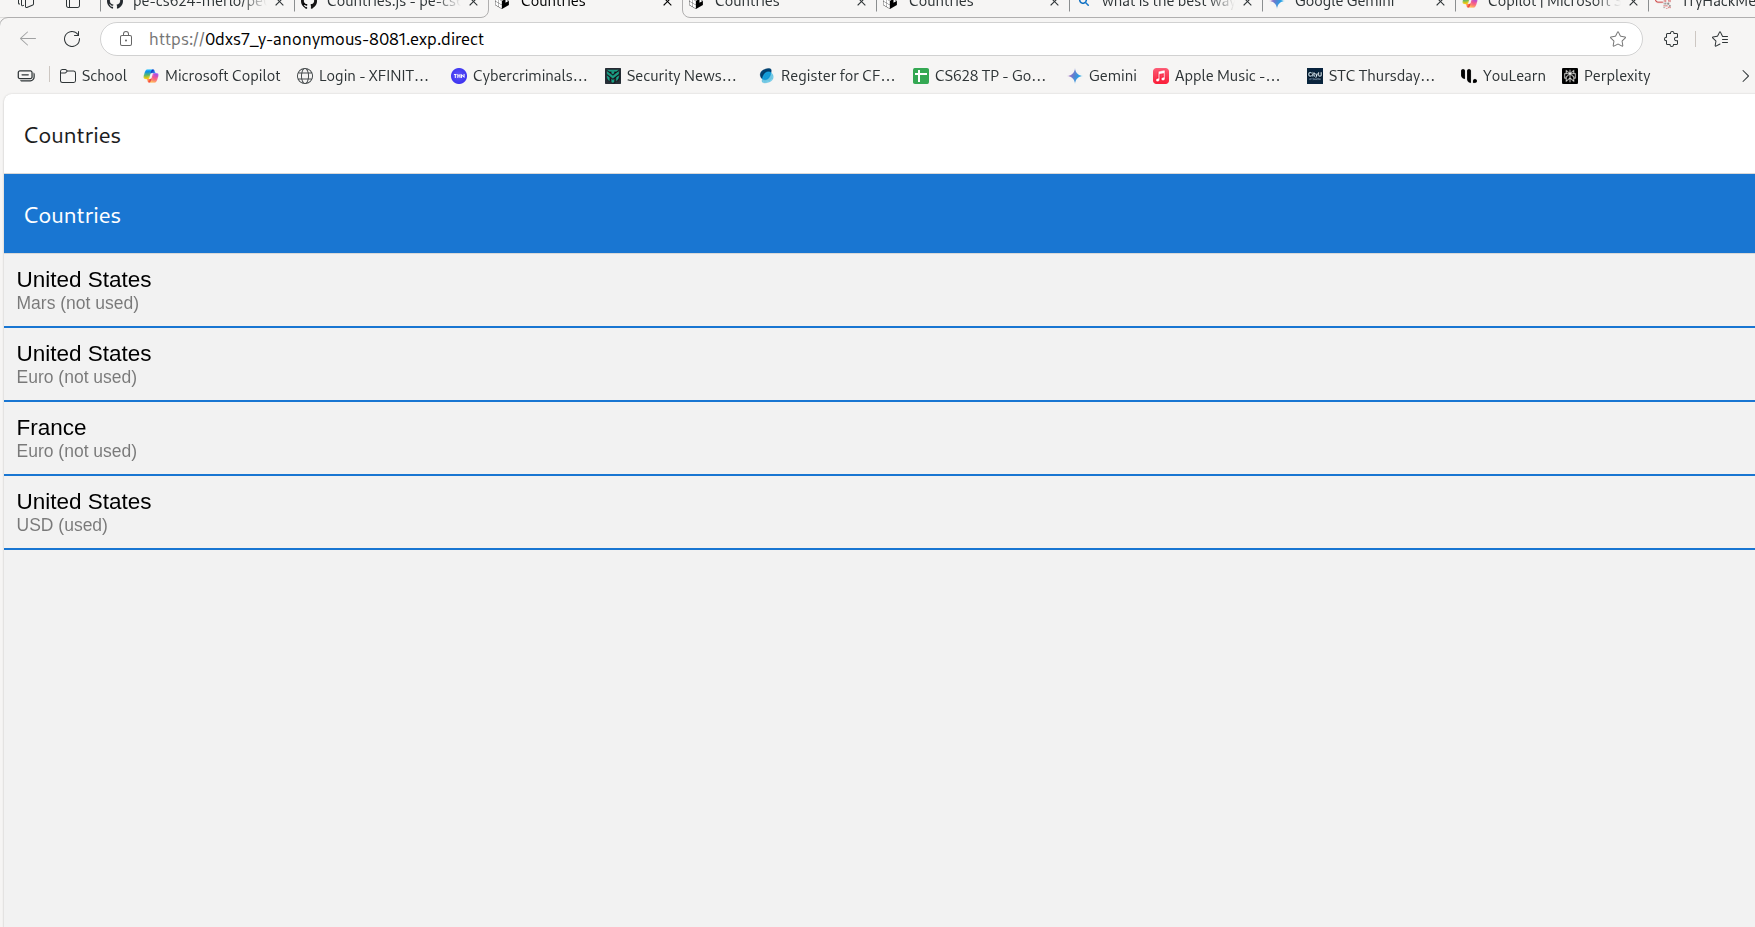 pe-cs624-merlo/pe
Countries.js - pe-cs
Countries
Countries
Countries
what is the best way
Google Gemini
Copilot | Microsoft
TryHackMe
https://0dxs7_y-anonymous-8081.exp.direct
School
Microsoft Copilot
Login - XFINIT...
Cybercriminals...
Security News...
Register for CF...
CS628 TP - Go...
Gemini
Apple Music -...
STC Thursday...
YouLearn
Perplexity
Countries
Countries
United States
Mars (not used)
United States
Euro (not used)
France
Euro (not used)
United States
USD (used)